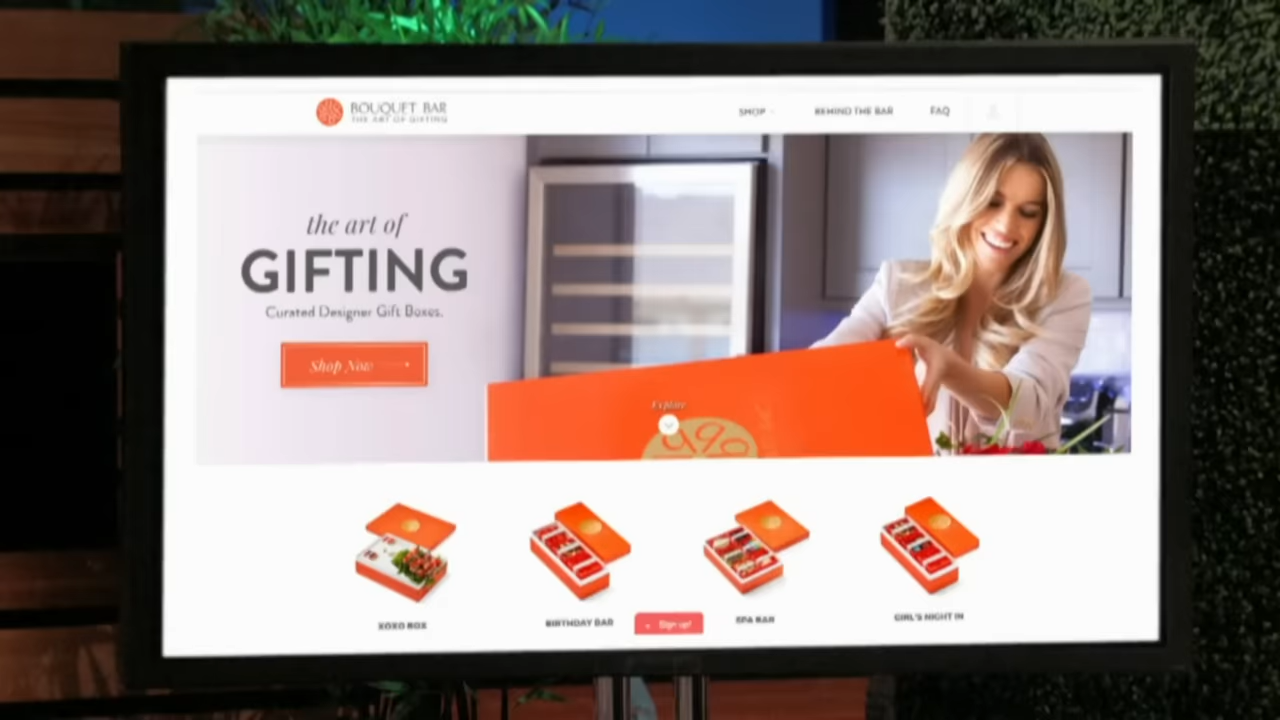 BOUQUET BAR
THE ART OF GIFTING
SHOP
BEHIND THE BAR
FAQ
the art of
GIFTING
Curated Designer Gift Boxes.
Shop Now
Explore
XOXO BOX
BIRTHDAY BAR
SPA BAR
GIRL'S NIGHT IN
Sign up!